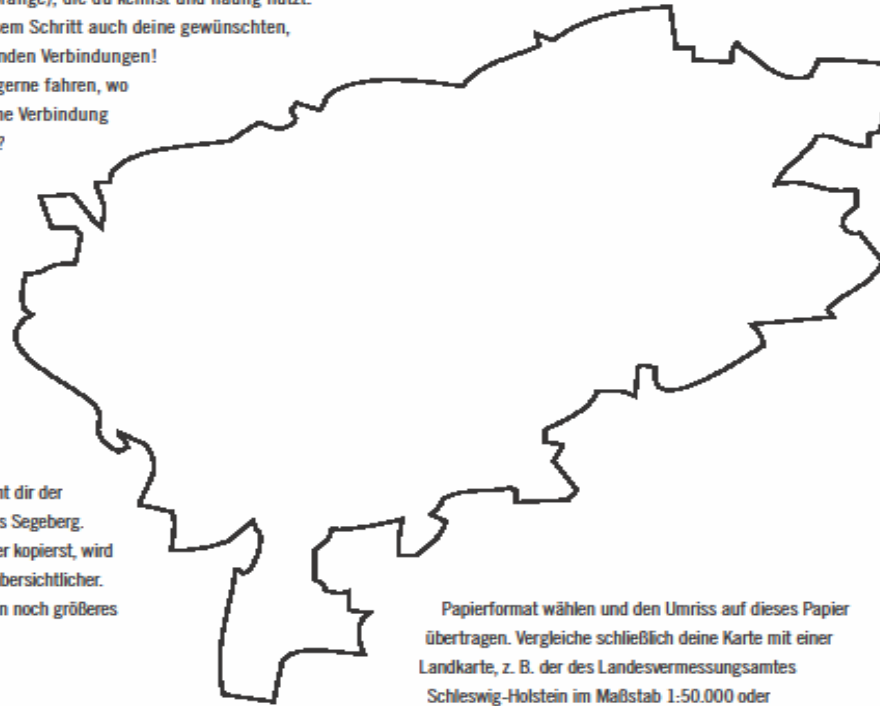 die du kennst und häufig nutzt.
em Schritt auch deine gewünschten,
nden Verbindungen!
gerne fahren, wo
ne Verbindung
?
nt dir der
s Segeberg.
er kopierst, wird
bersichtlicher.
n noch größeres
Papierformat wählen und den Umriss auf dieses Papier
übertragen. Vergleiche schließlich deine Karte mit einer
Landkarte, z. B. der des Landesvermessungsamtes
Schleswig-Holstein im Maßstab 1:50.000 oder